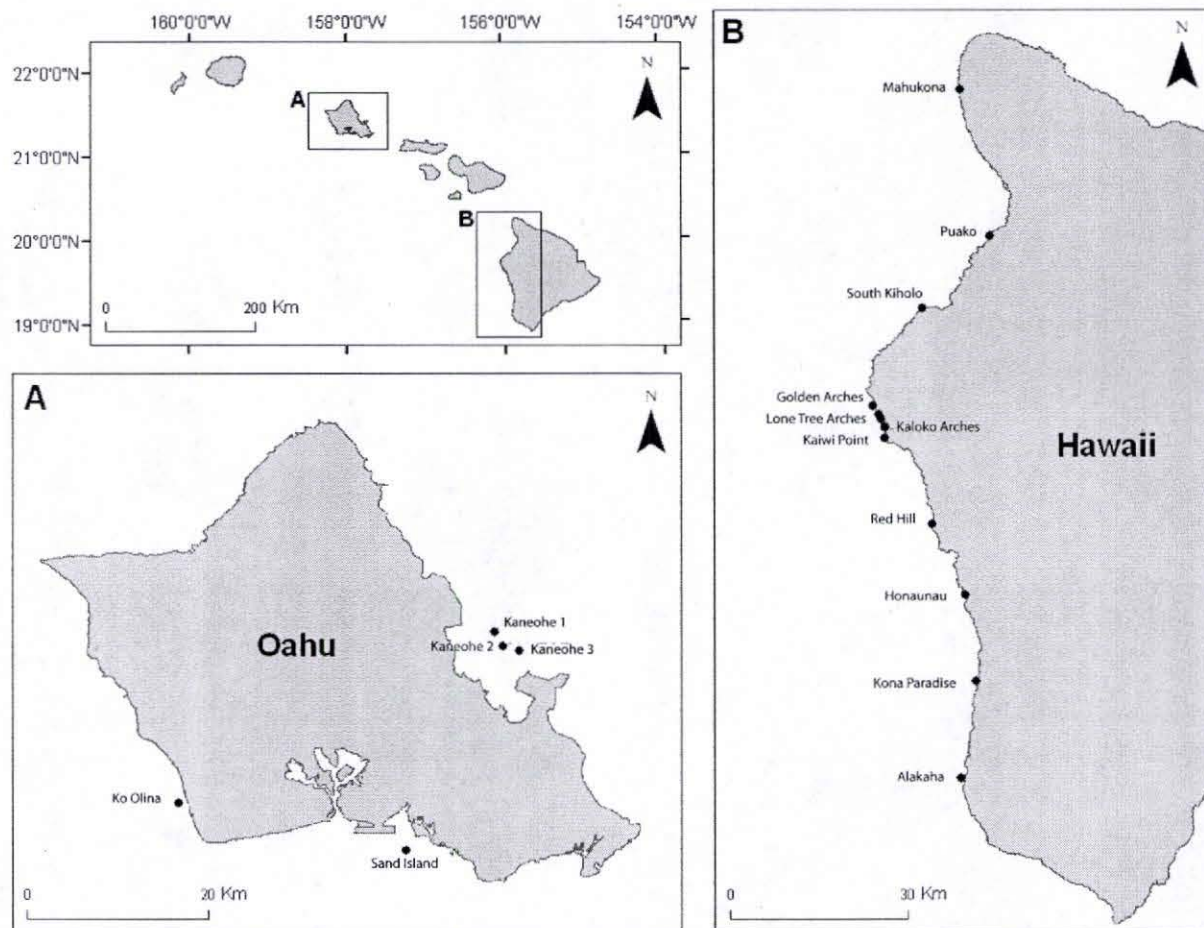 160°0'0"W
158°0'0"W
156°0'0"W
154°0'0"W
22°0'0"N
21°0'0"N
20°0'0"N
19°0'0"N
N
A
B
0
200 Km
A
N
Oahu
Kaneohe 1
Kaneohe 2
Kaneohe 3
Ko Olina
Sand Island
0
20 Km
B
N
Mahukona
Puako
South Kiholo
Golden Arches
Lone Tree Arches
Kaloko Arches
Kaiwi Point
Hawaii
Red Hill
Honaunau
Kona Paradise
Alakaha
0
30 Km